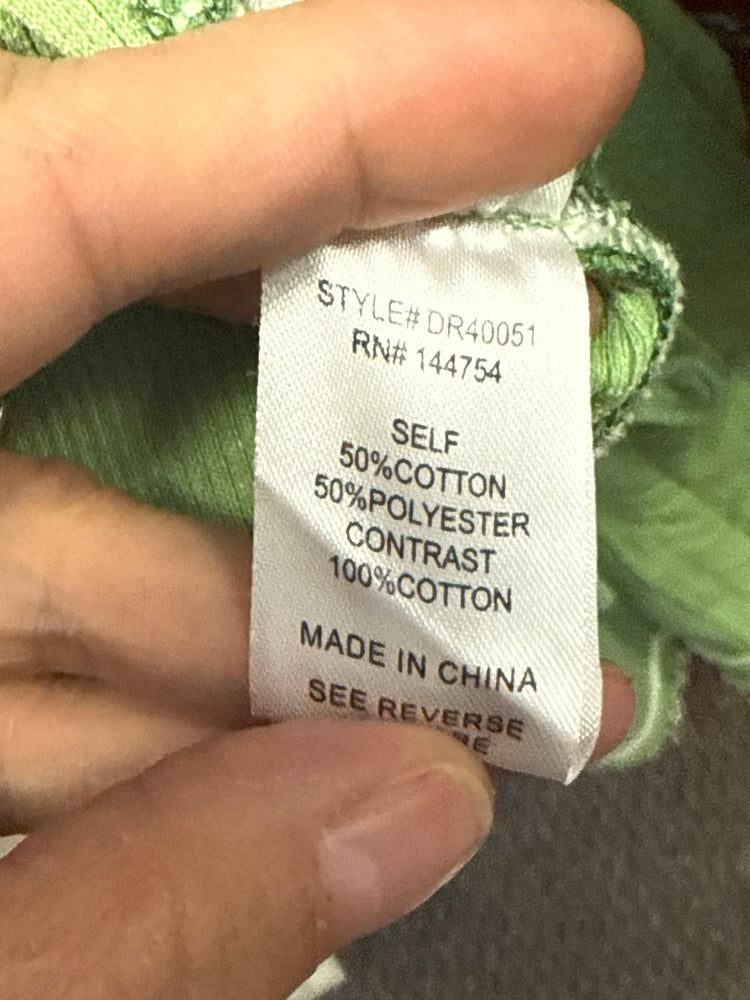 STYLE# DR40051
RN# 144754
SELF
50%COTTON
50%POLYESTER
CONTRAST
100%COTTON
MADE IN CHINA
SEE REVERSE